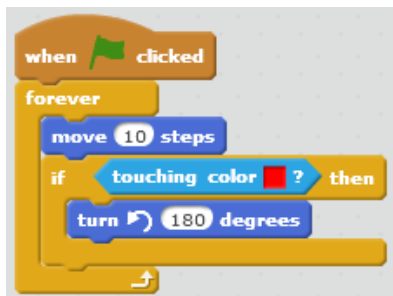 when clicked
forever
move 10 steps
if touching color ? then
turn 180 degrees